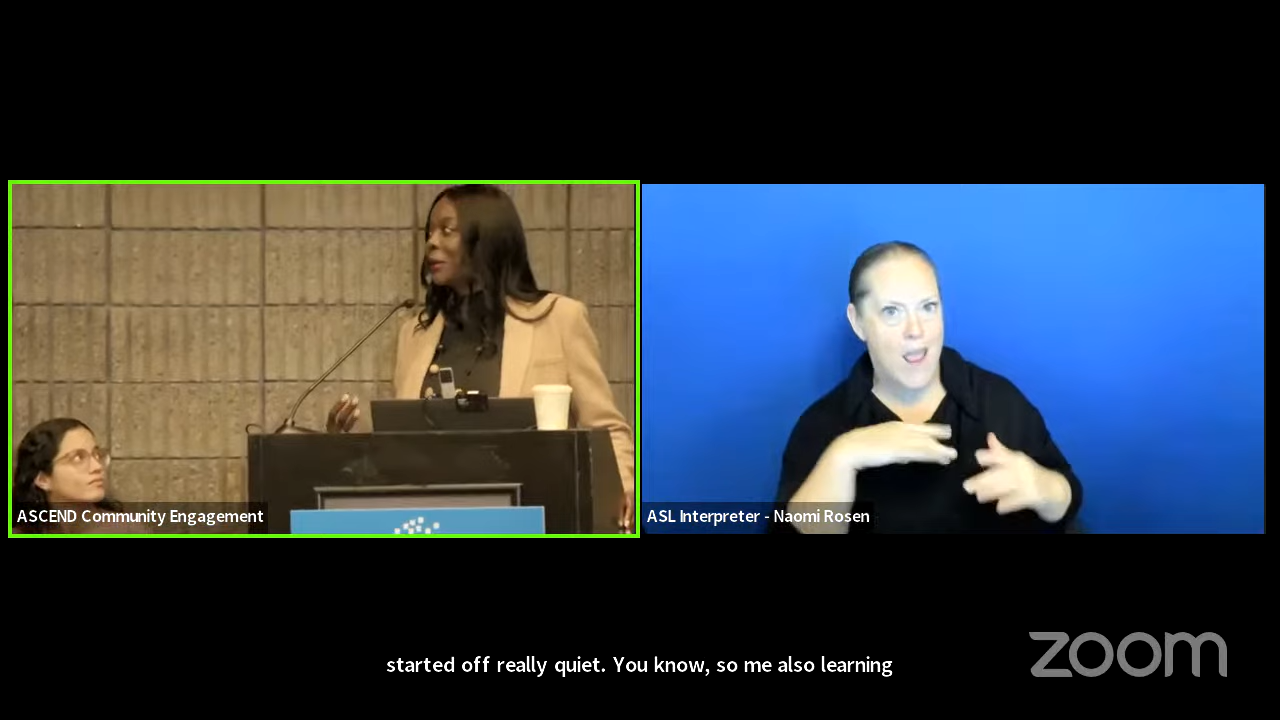 ASCEND Community Engagement
ASL Interpreter - Naomi Rosen
started off really quiet. You know, so me also learning
zoom